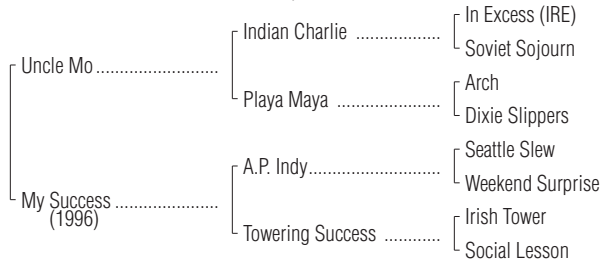 In Excess (IRE)
Indian Charlie ..................
Soviet Sojourn
Uncle Mo ..........................
Arch
Playa Maya ......................
Dixie Slippers
Seattle Slew
A.P. Indy............................
Weekend Surprise
My Success ......................
(1996)
Irish Tower
Towering Success ............
Social Lesson